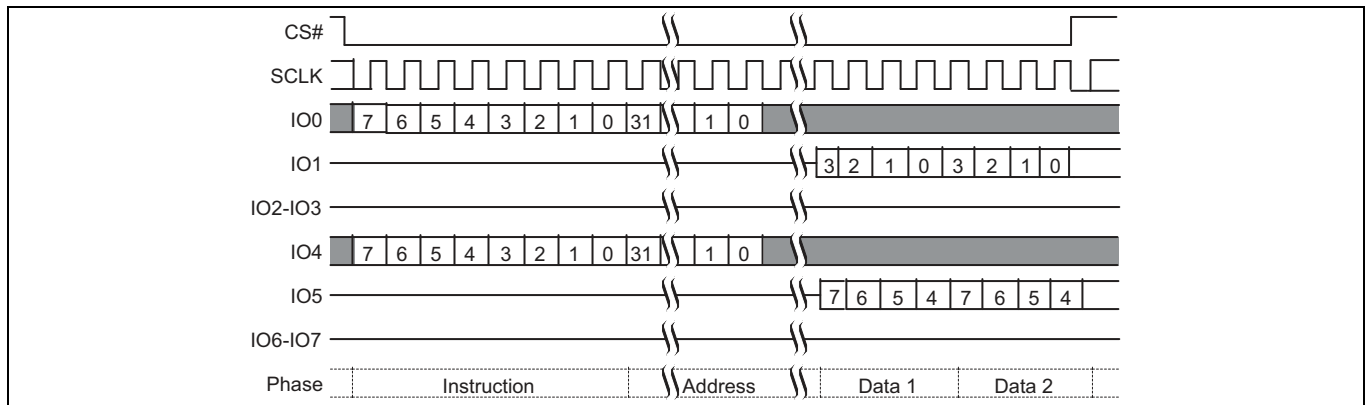 CS#
SCLK
IO0 7 6 5 4 3 2 1 0 31 1 0
IO1 3 2 1 0 3 2 1 0
IO2-IO3
IO4 7 6 5 4 3 2 1 0 31 1 0
IO5 7 6 5 4 7 6 5 4
IO6-IO7
Phase Instruction Address Data 1 Data 2